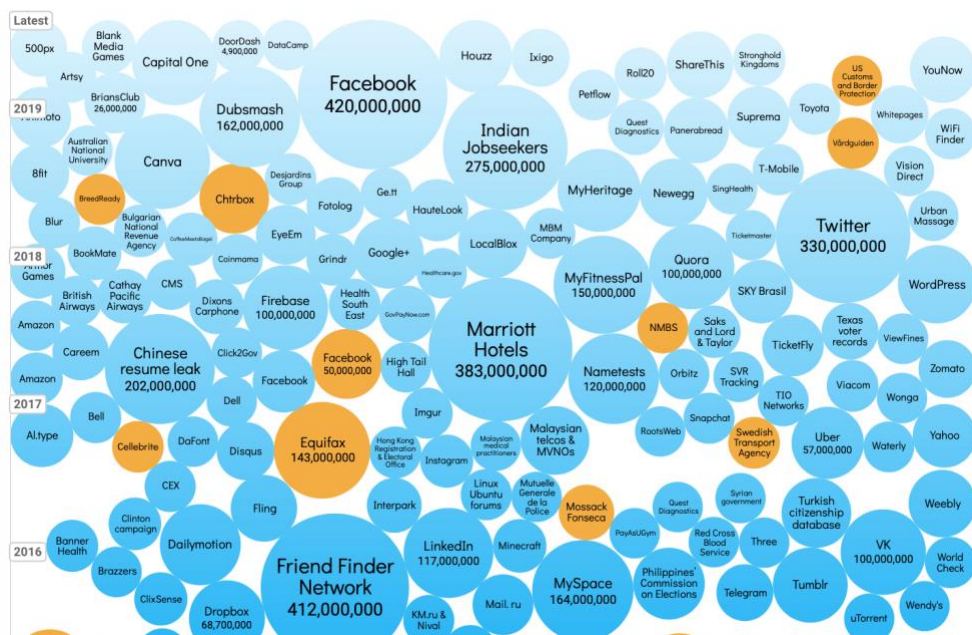 Latest
500px
Blank
Media
Games
Artsy
Capital One
DoorDash
4,900,000
DataCamp
Facebook
420,000,000
Houzz
Ixigo
Petflow
Roll20
ShareThis
Stronghold
Kingdoms
US
Customs
and Border
Protection
YouNow
2019
BriansClub
26,000,000
Dubsmash
162,000,000
Indian
Jobseekers
275,000,000
Quest
Diagnostics
Panerabread
Suprema
Toyota
Whitepages
WiFi
Finder
Australian
National
University
8fit
Canva
Vårdguiden
T-Mobile
Vision
Direct
BreedReady
Chtrbox
Desjardins
Group
Ge.tt
Fotolog
HauteLook
MyHeritage
Newegg
SingHealth
Blur
Bulgarian
National
Revenue
Agency
CoffeeMeetsBagel
EyeEm
MBM
Company
Twitter
330,000,000
Urban
Massage
Ticketmaster
2018
Games
BookMate
Coinmama
Grindr
Google+
Healthcare.gov
LocalBlox
MyFitnessPal
150,000,000
Quora
100,000,000
SKY Brasil
WordPress
British
Airways
Cathay
Pacific
Airways
CMS
Dixons
Carphone
Firebase
100,000,000
Health
South
East
GovPayNow.com
Marriott
Hotels
383,000,000
NMBS
Saks
and Lord
& Taylor
TicketFly
Texas
voter
records
ViewFines
Amazon
Careem
Chinese
resume leak
202,000,000
Click2Gov
Facebook
50,000,000
High Tail
Hall
Nametests
120,000,000
Orbitz
SVR
Tracking
Zomato
Amazon
Facebook
Viacom
Wonga
2017
Dell
TIO
Networks
Al.type
Bell
Imgur
Snapchat
RootsWeb
Cellebrite
DaFont
Disqus
Equifax
143,000,000
Hong Kong
Registration
& Electoral
Office
Instagram
Malaysian
medical
practitioners
Malaysian
telcos &
MVNOs
Swedish
Transport
Agency
Uber
57,000,000
Waterly
Yahoo
CEX
Fling
Interpark
Linux
Ubuntu
forums
Mutuelle
Generale
de la
Police
Mossack
Fonseca
Quest
Diagnostics
Syrian
government
Turkish
citizenship
database
Weebly
Clinton
campaign
2016
Banner
Health
Dailymotion
Friend Finder
Network
412,000,000
LinkedIn
117,000,000
Minecraft
PayAsUGym
Red Cross
Blood
Service
Three
VK
100,000,000
World
Check
Brazzers
ClixSense
Dropbox
68,700,000
KM.ru &
Nival
Mail. ru
MySpace
164,000,000
Philippines'
Commission
on Elections
Telegram
Tumblr
uTorrent
Wendy's